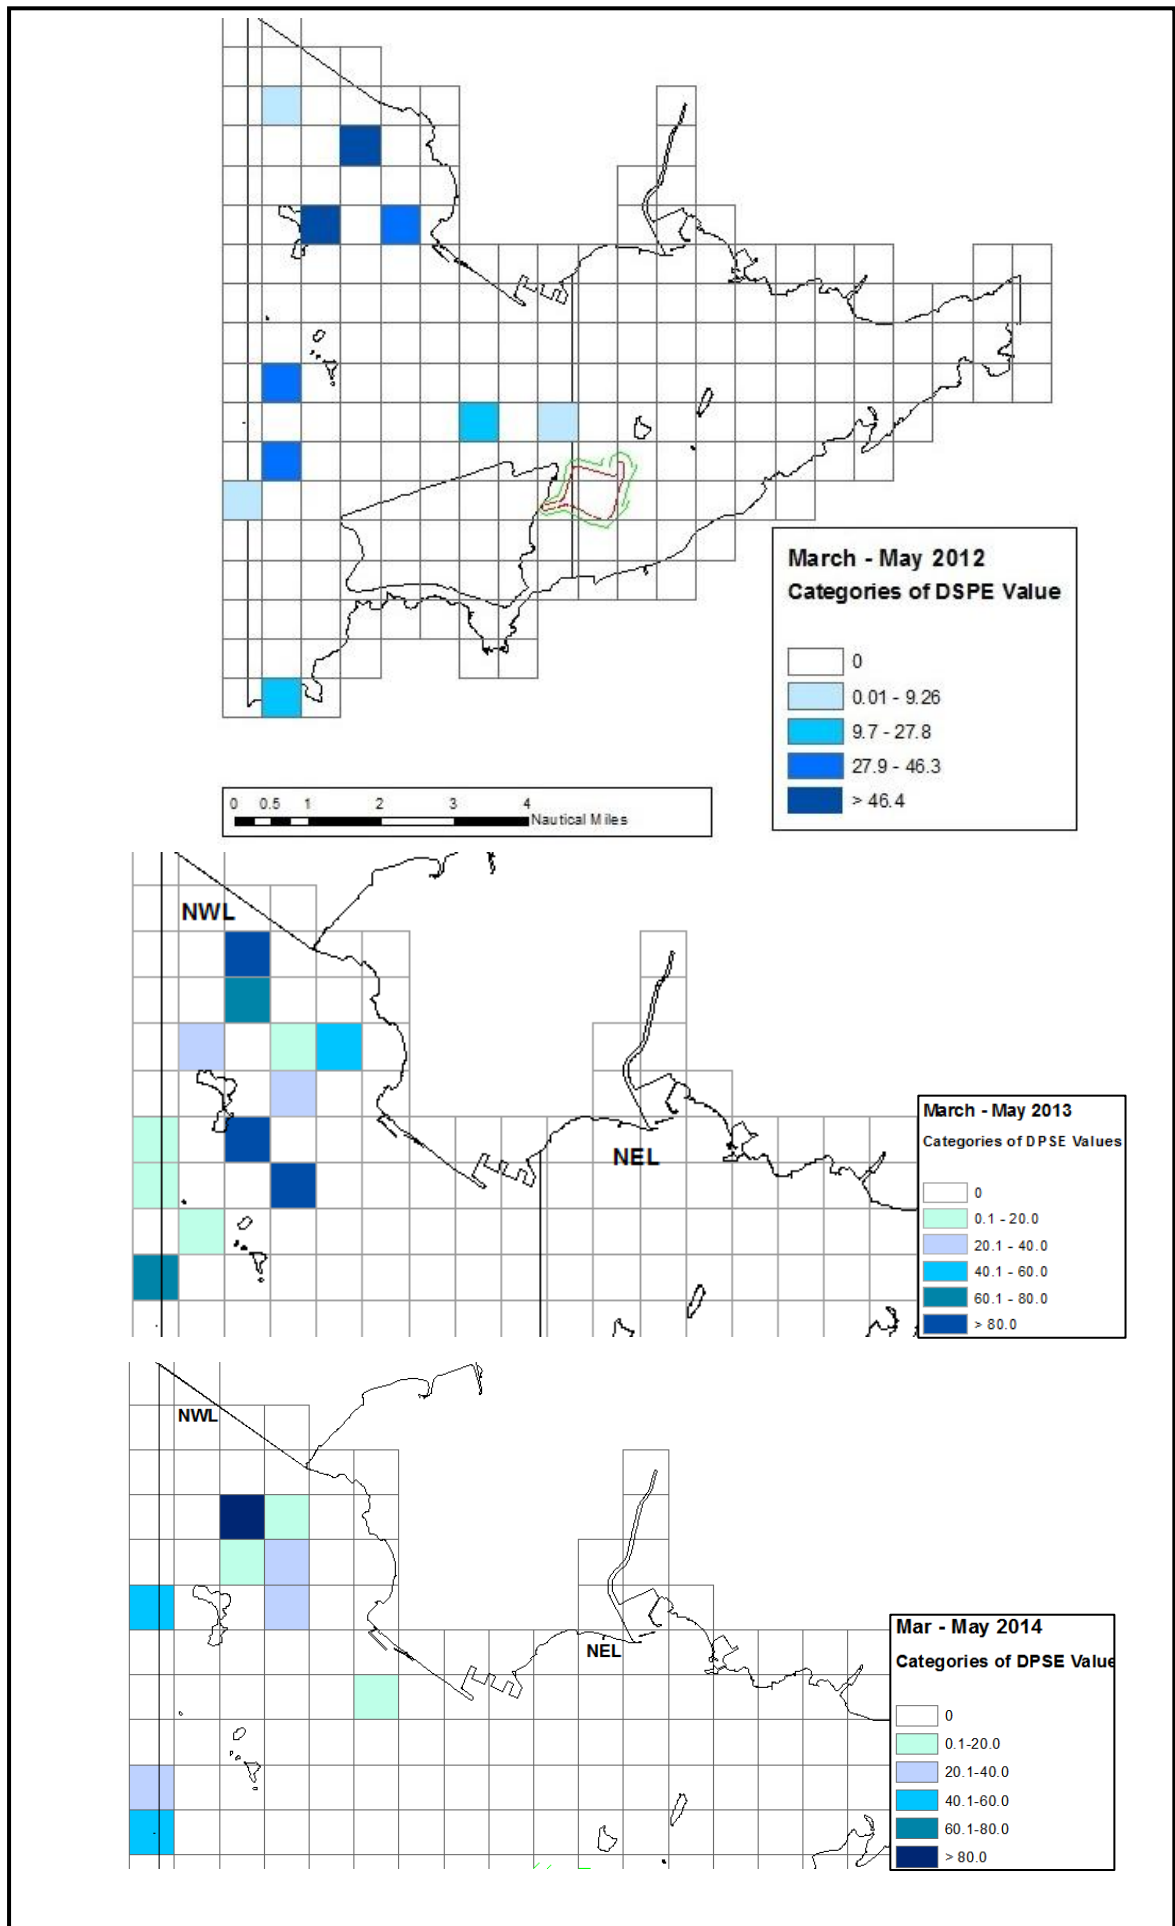 March - May 2012
Categories of DSPE Value
0
0.01 - 9.26
9.7 - 27.8
27.9 - 46.3
> 46.4
0 0.5 1 2 3 4
Nautical Miles
NWL
NEL
March - May 2013
Categories of DPSE Values
0
0.1 - 20.0
20.1 - 40.0
40.1 - 60.0
60.1 - 80.0
> 80.0
NWL
NEL
Mar - May 2014
Categories of DPSE Value
0
0.1-20.0
20.1-40.0
40.1-60.0
60.1-80.0
> 80.0